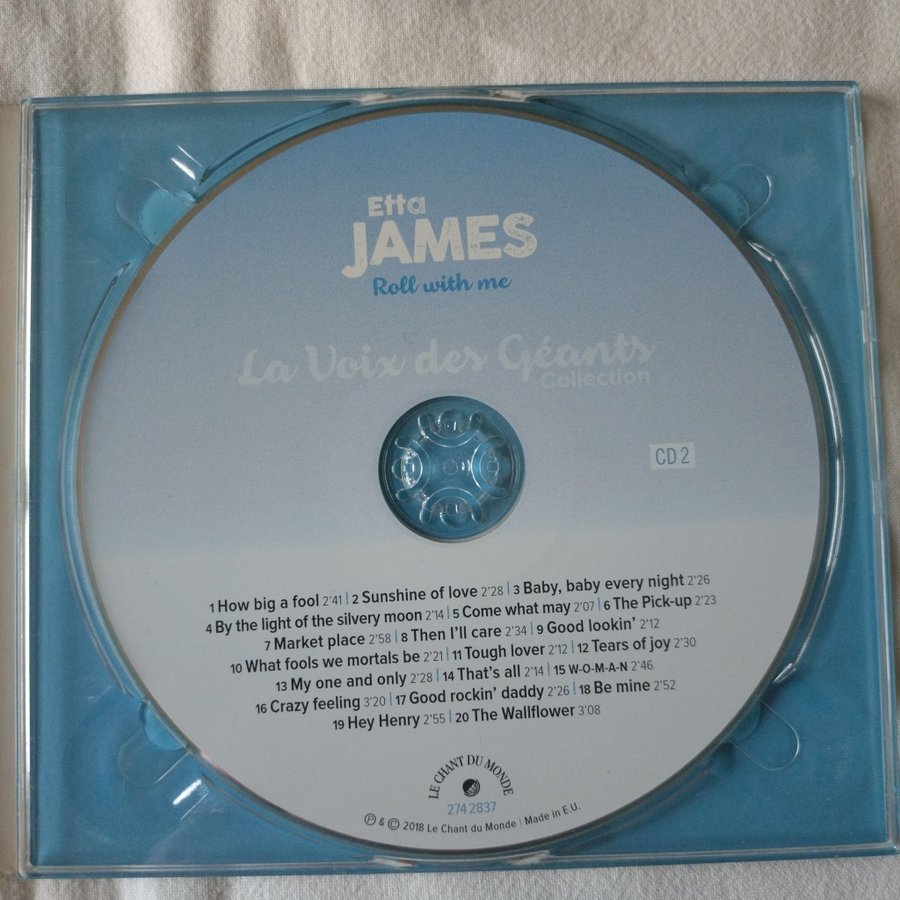 Etta
JAMES
Roll with me
La Voix des Géants
Collection
CD 2
1 How big a fool 2'41 | 2 Sunshine of love 2'28 | 3 Baby, baby every night 2'26
4 By the light of the silvery moon 2'14 | 5 Come what may 2'07 | 6 The Pick-up 2'23
7 Market place 2'58 | 8 Then I'll care 2'34 | 9 Good lookin' 2'12
10 What fools we mortals be 2'21 | 11 Tough lover 2'12 | 12 Tears of joy 2'30
13 My one and only 2'28 | 14 That's all 2'14 | 15 W-O-M-A-N 2'46
16 Crazy feeling 3'20 | 17 Good rockin' daddy 2'26 | 18 Be mine 2'52
19 Hey Henry 2'55 | 20 The Wallflower 3'08
LE CHANT DU MONDE
274 2837
℗ & © 2018 Le Chant du Monde | Made in E.U.